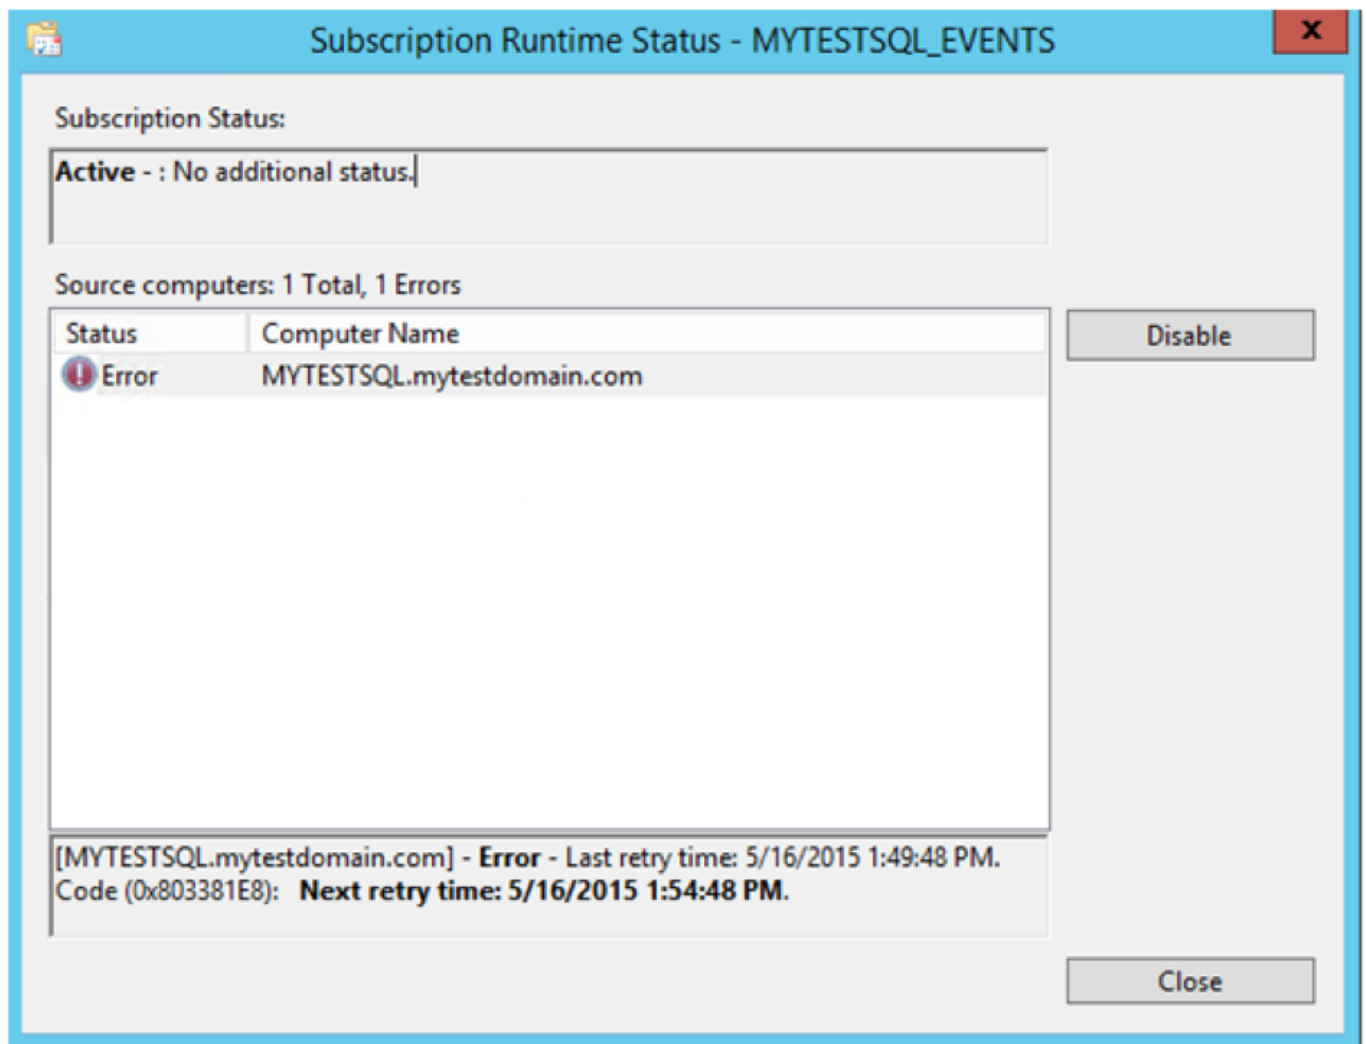 Subscription Runtime Status - MYTESTSQL_EVENTS
x
Subscription Status:
Active - : No additional status.
Source computers: 1 Total, 1 Errors
Status Computer Name
Disable
Error MYTESTSQL.mytestdomain.com
[MYTESTSQL.mytestdomain.com] - Error - Last retry time: 5/16/2015 1:49:48 PM.
Code (0x803381E8): Next retry time: 5/16/2015 1:54:48 PM.
Close